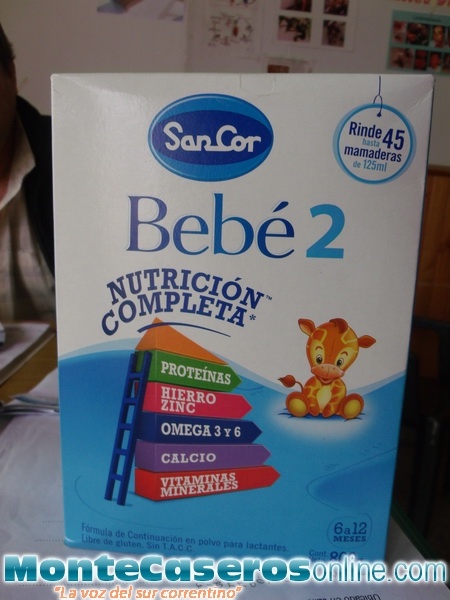 SanCor
Rinde 45
hasta
mamaderas
de 125ml
Bebé 2
NUTRICIÓN™
COMPLETA*
PROTEÍNAS
HIERRO
ZINC
OMEGA 3 Y 6
CALCIO
VITAMINAS
MINERALES
6 a 12
MESES
Fórmula de Continuación en polvo para lactantes.
Libre de gluten. Sin T.A.C.C.
Cont.
MonteCaserosonline.com
"La voz del sur correntino"